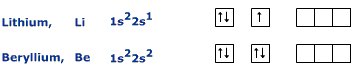 Lithium, Li 1s²2s¹ ↑↓ ↑
Beryllium, Be 1s²2s² ↑↓ ↑↓